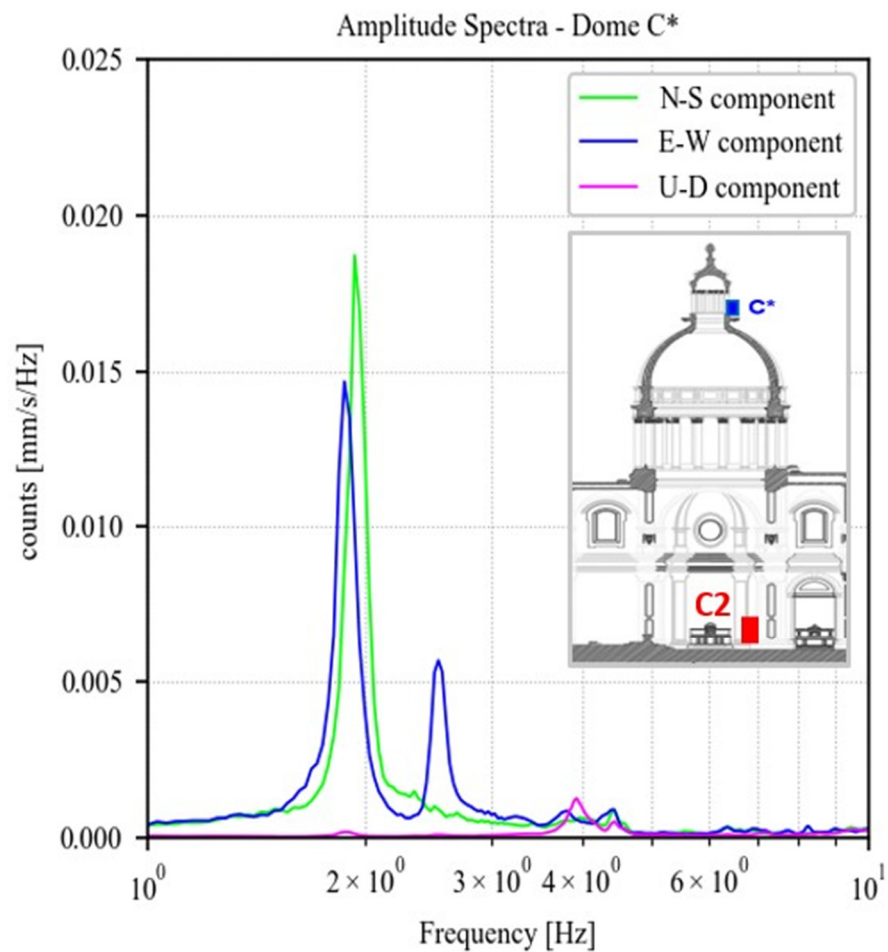 Amplitude Spectra - Dome C*
0.025
0.020
0.015
0.010
0.005
0.000
counts [mm/s/Hz]
N-S component
E-W component
U-D component
C*
C2
10⁰
2 × 10⁰
3 × 10⁰
4 × 10⁰
6 × 10⁰
10¹
Frequency [Hz]